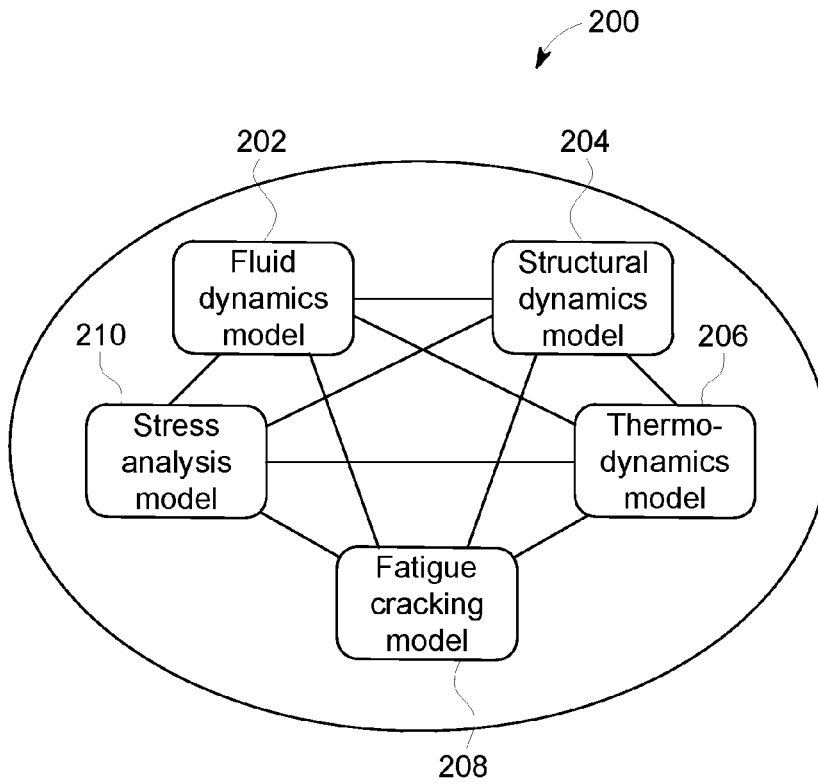 200
202
204
Fluid
dynamics
model
Structural
dynamics
model
210
206
Stress
analysis
model
Thermo-
dynamics
model
Fatigue
cracking
model
208